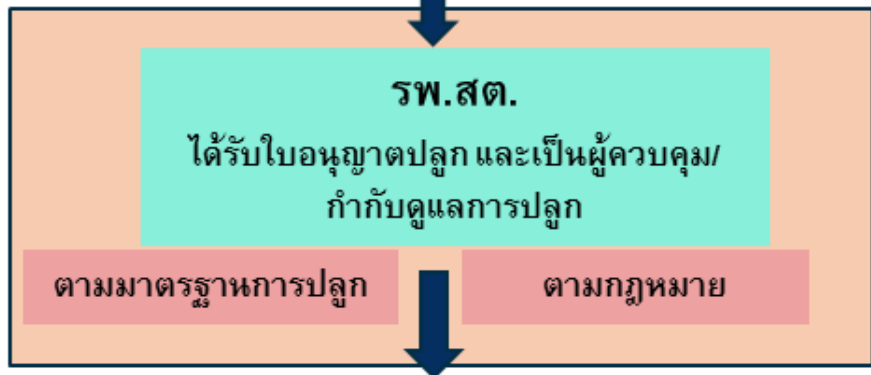 รพ.สต.
ได้รับใบอนุญาตปลูก และเป็นผู้ควบคุม/
กำกับดูแลการปลูก
ตามมาตรฐานการปลูก
ตามกฎหมาย